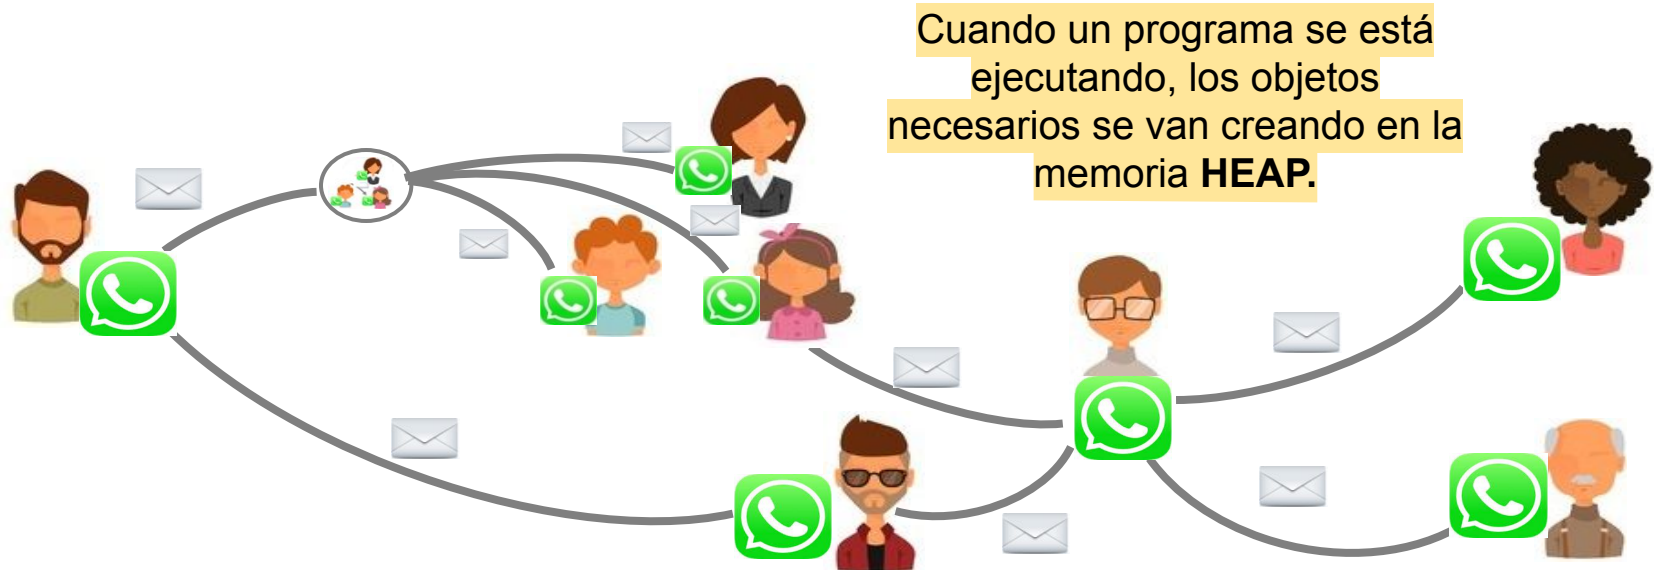 Cuando un programa se está
ejecutando, los objetos
necesarios se van creando en la
memoria HEAP.